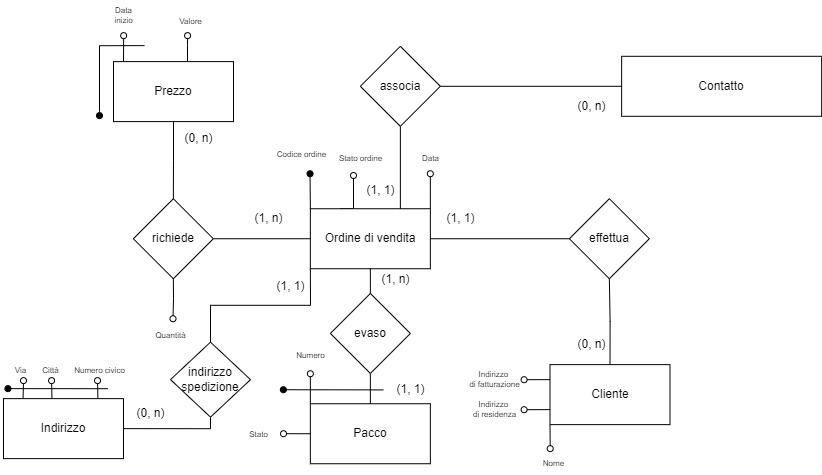 Data
inizio
Valore
Prezzo
(0, n)
associa
Contatto
(0, n)
Codice ordine
Stato ordine
Data
(1, 1)
richiede
(1, n)
Ordine di vendita
(1, 1)
effettua
(1, 1)
(1, n)
Quantità
evaso
(0, n)
Numero
Via
Città
Numero civico
indirizzo
spedizione
(1, 1)
Indirizzo
di fatturazione
Cliente
Indirizzo
di residenza
(0, n)
Indirizzo
Stato
Pacco
Nome